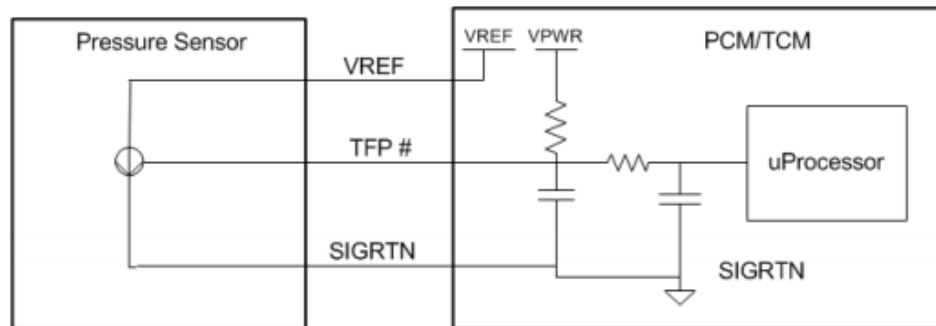 Pressure Sensor
VREF
TFP #
SIGRTN
VREF VPWR
PCM/TCM
uProcessor
SIGRTN